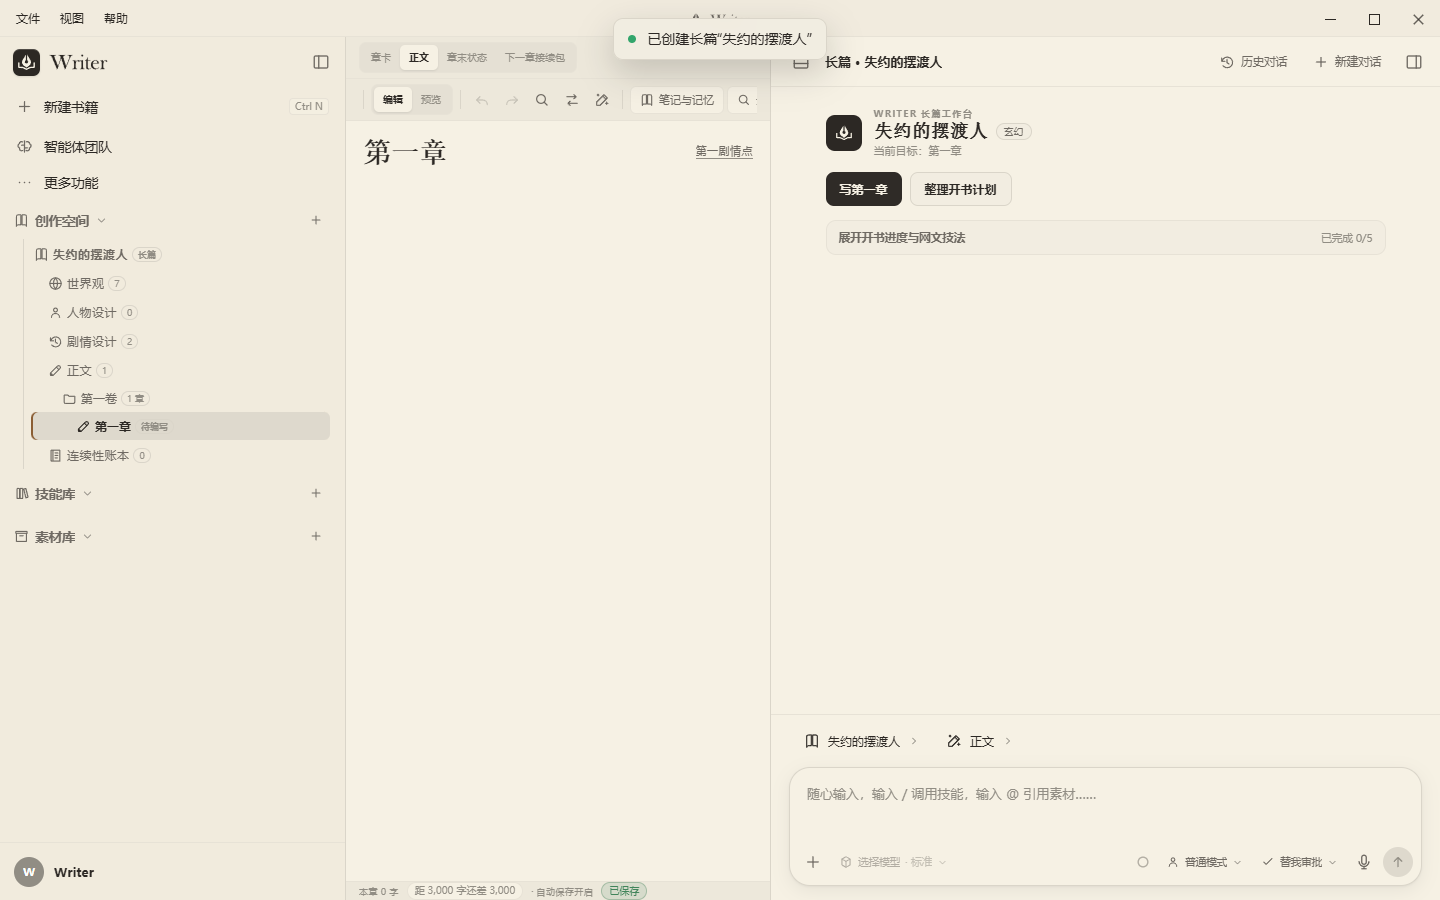 文件 视图 帮助
已创建长篇“失约的摆渡人”
Writer
新建书籍 Ctrl N
智能体团队
更多功能
创作空间
失约的摆渡人 长篇
世界观 7
人物设计 0
剧情设计 2
正文 1
第一卷 1 章
第一章 待编写
连续性账本 0
技能库
素材库
W Writer
章卡 正文 章末状态 下一章接续包
编辑 预览 笔记与记忆
第一章 第一剧情点
本章 0 字 距 3,000 字还差 3,000 · 自动保存开启 已保存
长篇 • 失约的摆渡人 历史对话 新建对话
WRITER 长篇工作台
失约的摆渡人 玄幻
当前目标：第一章
写第一章 整理开书计划
展开开书进度与网文技法 已完成 0/5
失约的摆渡人 正文
随心输入，输入 / 调用技能，输入 @ 引用素材……
选择模型 · 标准 普通模式 替我审批